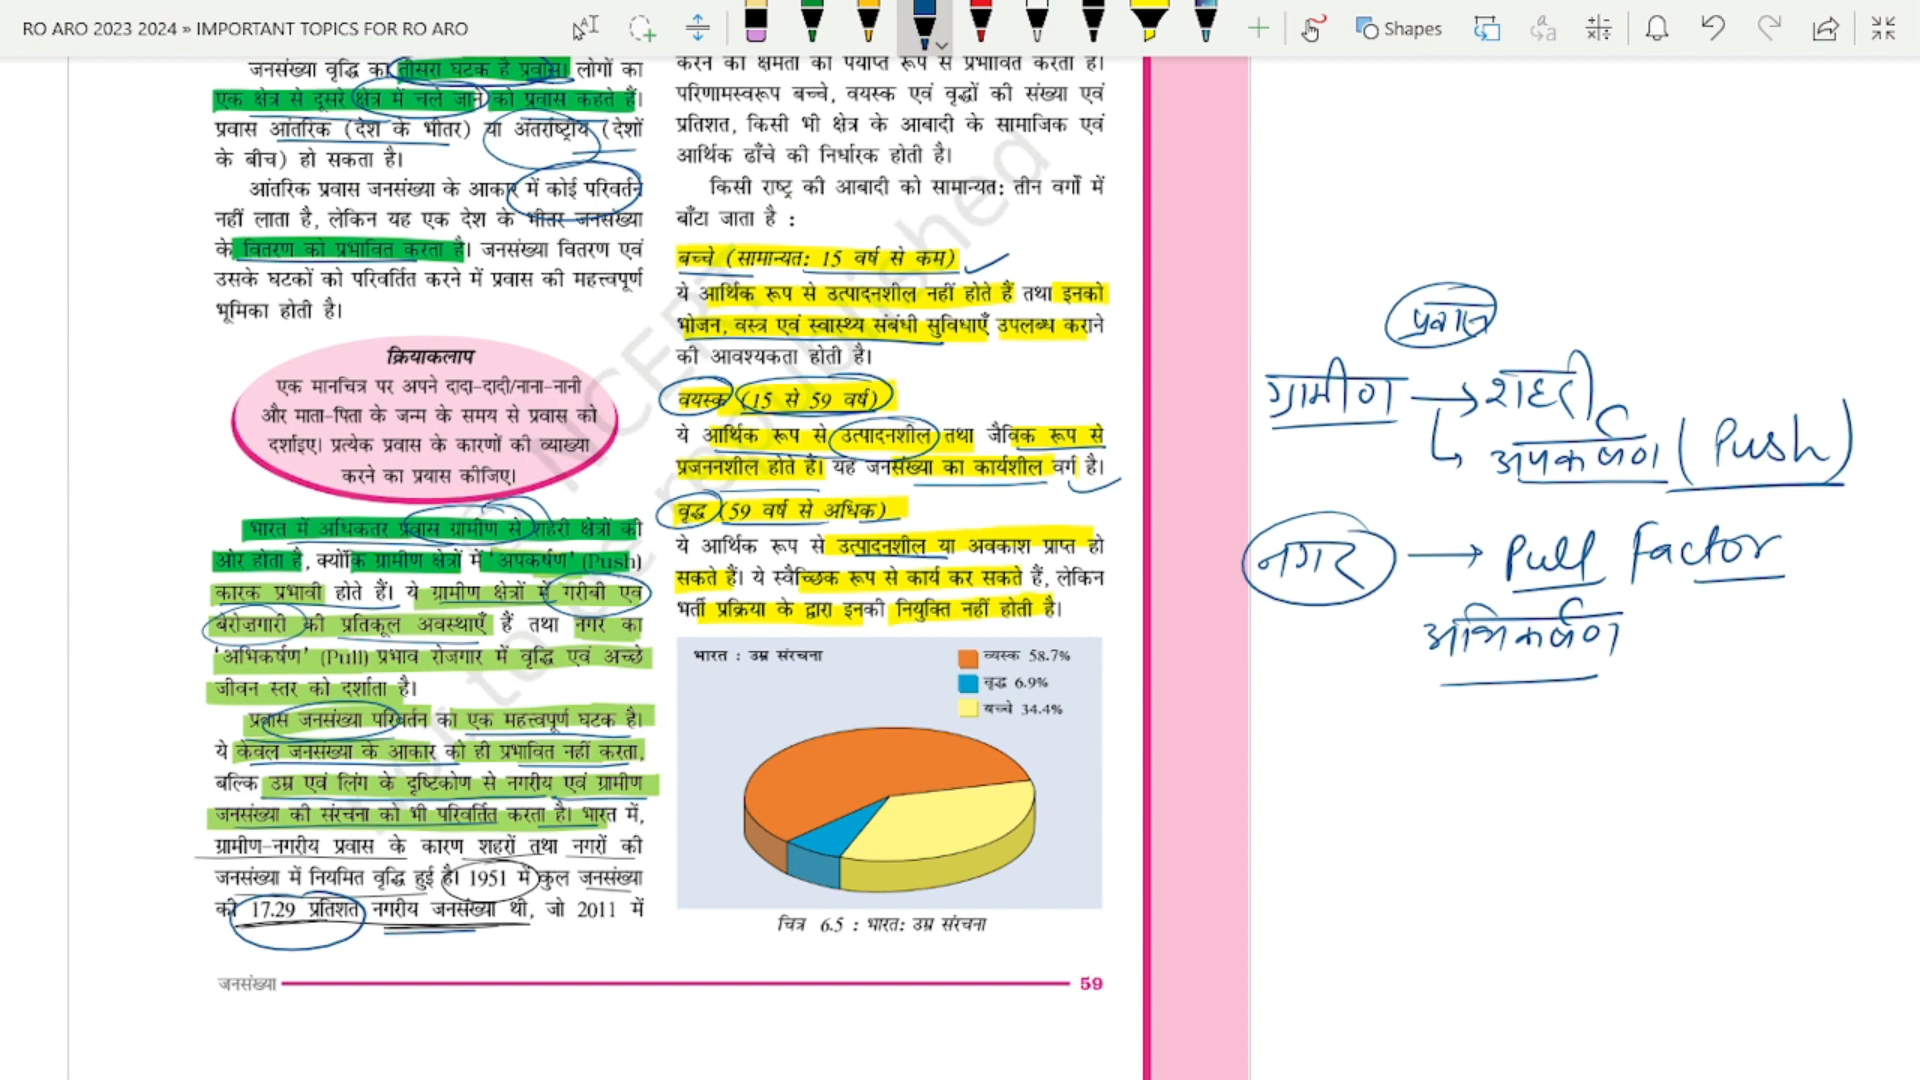 RO ARO 2023 2024 » IMPORTANT TOPICS FOR RO ARO
Shapes
जनसंख्या वृद्धि का तीसरा घटक है प्रवास। लोगों का
एक क्षेत्र से दूसरे क्षेत्र में चले जाने को प्रवास कहते हैं।
प्रवास आंतरिक (देश के भीतर) या अंतर्राष्ट्रीय (देशों
के बीच) हो सकता है।
आंतरिक प्रवास जनसंख्या के आकार में कोई परिवर्तन
नहीं लाता है, लेकिन यह एक देश के भीतर जनसंख्या
के वितरण को प्रभावित करता है। जनसंख्या वितरण एवं
उसके घटकों को परिवर्तित करने में प्रवास की महत्त्वपूर्ण
भूमिका होती है।
क्रियाकलाप
एक मानचित्र पर अपने दादा-दादी/नाना-नानी
और माता-पिता के जन्म के समय से प्रवास को
दर्शाइए। प्रत्येक प्रवास के कारणों की व्याख्या
करने का प्रयास कीजिए।
भारत में अधिकतर प्रवास ग्रामीण से शहरी क्षेत्रों की
ओर होता है, क्योंकि ग्रामीण क्षेत्रों में 'अपकर्षण' (Push)
कारक प्रभावी होते हैं। ये ग्रामीण क्षेत्रों में गरीबी एवं
बेरोजगारी की प्रतिकूल अवस्थाएँ हैं तथा नगर का
'अभिकर्षण' (Pull) प्रभाव रोजगार में वृद्धि एवं अच्छे
जीवन स्तर को दर्शाता है।
प्रवास जनसंख्या परिवर्तन का एक महत्त्वपूर्ण घटक है।
ये केवल जनसंख्या के आकार को ही प्रभावित नहीं करता,
बल्कि उम्र एवं लिंग के दृष्टिकोण से नगरीय एवं ग्रामीण
जनसंख्या की संरचना को भी परिवर्तित करता है। भारत में,
ग्रामीण-नगरीय प्रवास के कारण शहरों तथा नगरों की
जनसंख्या में नियमित वृद्धि हुई है। 1951 में कुल जनसंख्या
की 17.29 प्रतिशत नगरीय जनसंख्या थी, जो 2011 में
करने की क्षमता को पर्याप्त रूप से प्रभावित करता है।
परिणामस्वरूप बच्चे, वयस्क एवं वृद्धों की संख्या एवं
प्रतिशत, किसी भी क्षेत्र के आबादी के सामाजिक एवं
आर्थिक ढाँचे की निर्धारक होती है।
किसी राष्ट्र की आबादी को सामान्यत: तीन वर्गों में
बाँटा जाता है :
बच्चे (सामान्यत: 15 वर्ष से कम)
ये आर्थिक रूप से उत्पादनशील नहीं होते हैं तथा इनको
भोजन, वस्त्र एवं स्वास्थ्य संबंधी सुविधाएँ उपलब्ध कराने
की आवश्यकता होती है।
वयस्क (15 से 59 वर्ष)
ये आर्थिक रूप से उत्पादनशील तथा जैविक रूप से
प्रजननशील होते हैं। यह जनसंख्या का कार्यशील वर्ग है।
वृद्ध (59 वर्ष से अधिक)
ये आर्थिक रूप से उत्पादनशील या अवकाश प्राप्त हो
सकते हैं। ये स्वैच्छिक रूप से कार्य कर सकते हैं, लेकिन
भर्ती प्रक्रिया के द्वारा इनकी नियुक्ति नहीं होती है।
भारत : उम्र संरचना
व्यस्क 58.7%
वृद्ध 6.9%
बच्चे 34.4%
चित्र 6.5 : भारत: उम्र संरचना
जनसंख्या
59
प्रवास
ग्रामीण → शहरी
अपकर्षण (Push)
नगर → Pull Factor
अभिकर्षण